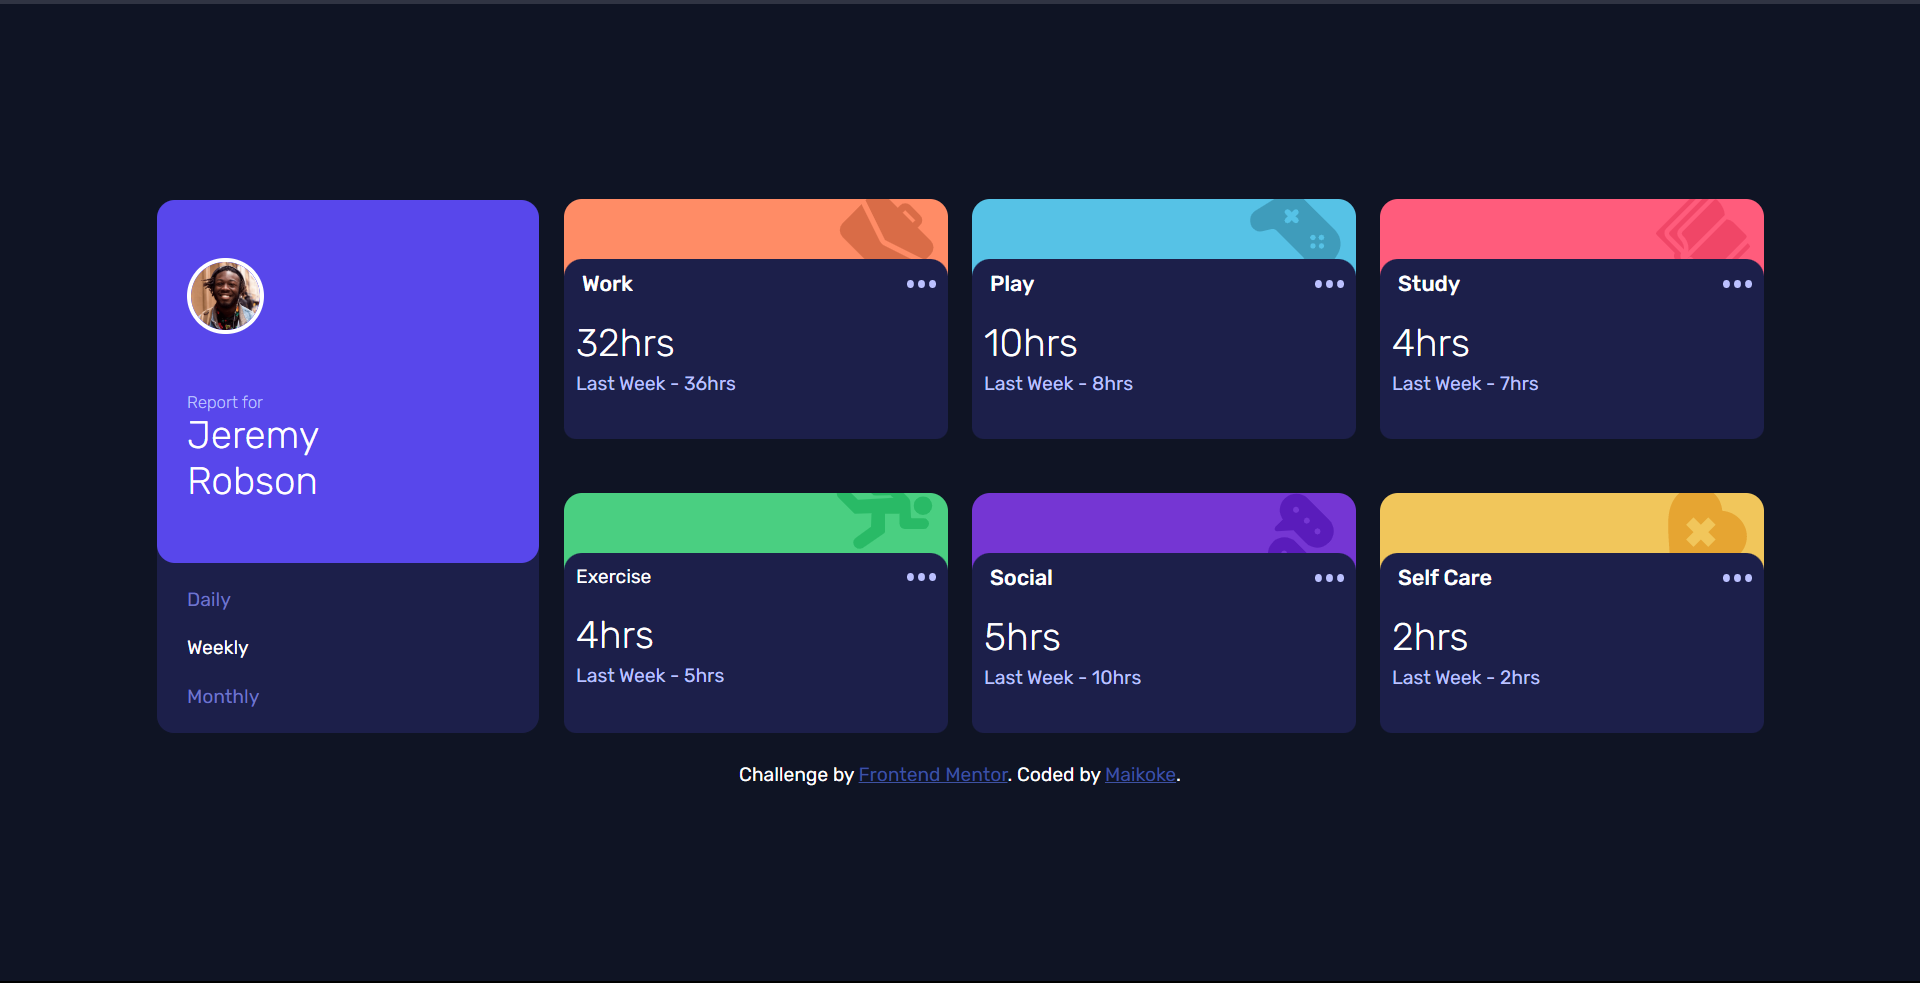 Report for
Jeremy
Robson
Daily
Weekly
Monthly
Work
32hrs
Last Week - 36hrs
Play
10hrs
Last Week - 8hrs
Study
4hrs
Last Week - 7hrs
Exercise
4hrs
Last Week - 5hrs
Social
5hrs
Last Week - 10hrs
Self Care
2hrs
Last Week - 2hrs
Challenge by Frontend Mentor. Coded by Maikoke.